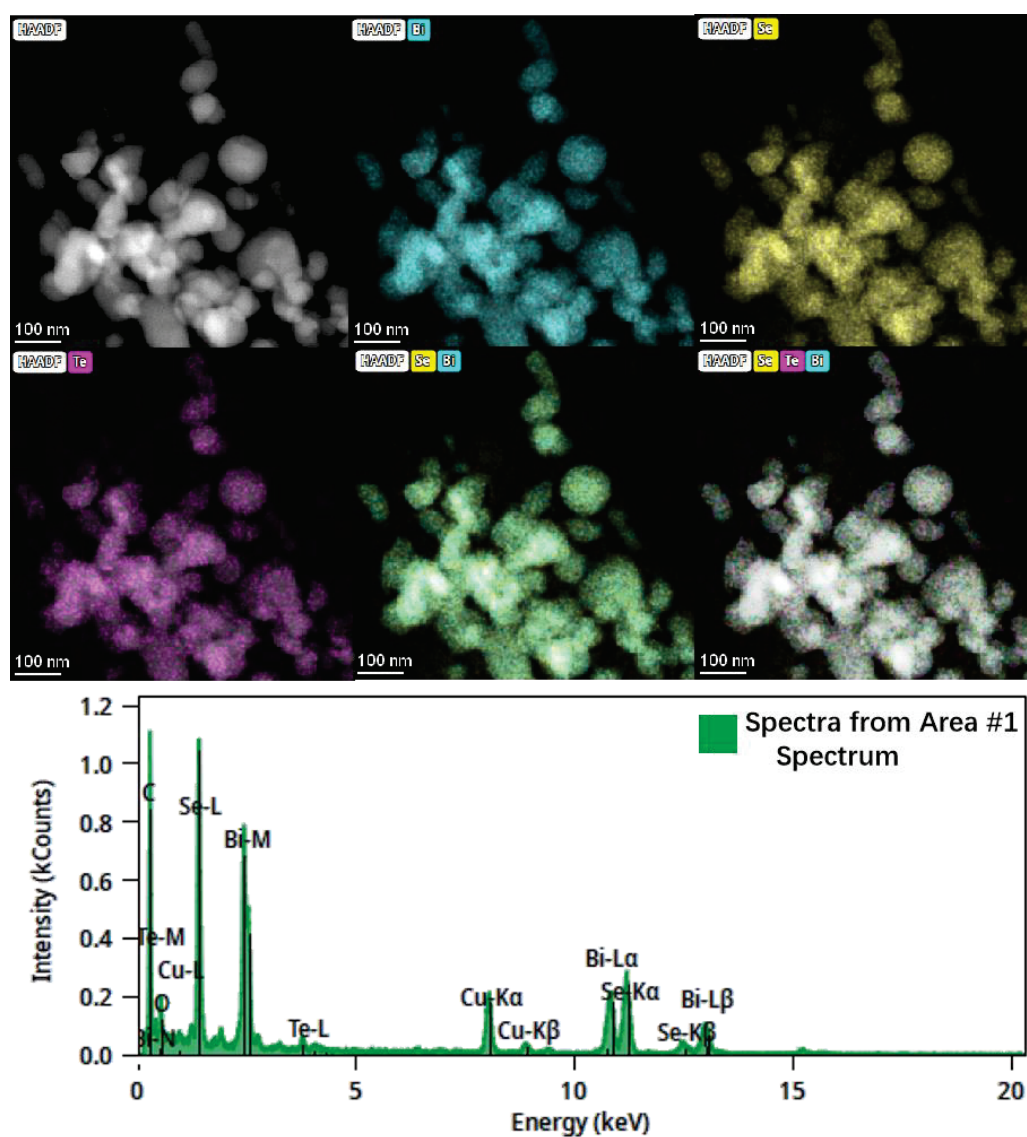 HAADF
HAADF Bi
HAADF Se
100 nm
100 nm
100 nm
HAADF Te
HAADF Se Bi
HAADF Se Te Bi
100 nm
100 nm
100 nm
Spectra from Area #1
Spectrum
Intensity (kCounts)
1.2
1.0
0.8
0.6
0.4
0.2
0.0
C
Se-L
Bi-M
Te-M
Cu-L
O
Bi-N
Te-L
Cu-Kα
Cu-Kβ
Bi-Lα
Se-Kα
Se-Kβ
Bi-Lβ
0 5 10 15 20
Energy (keV)